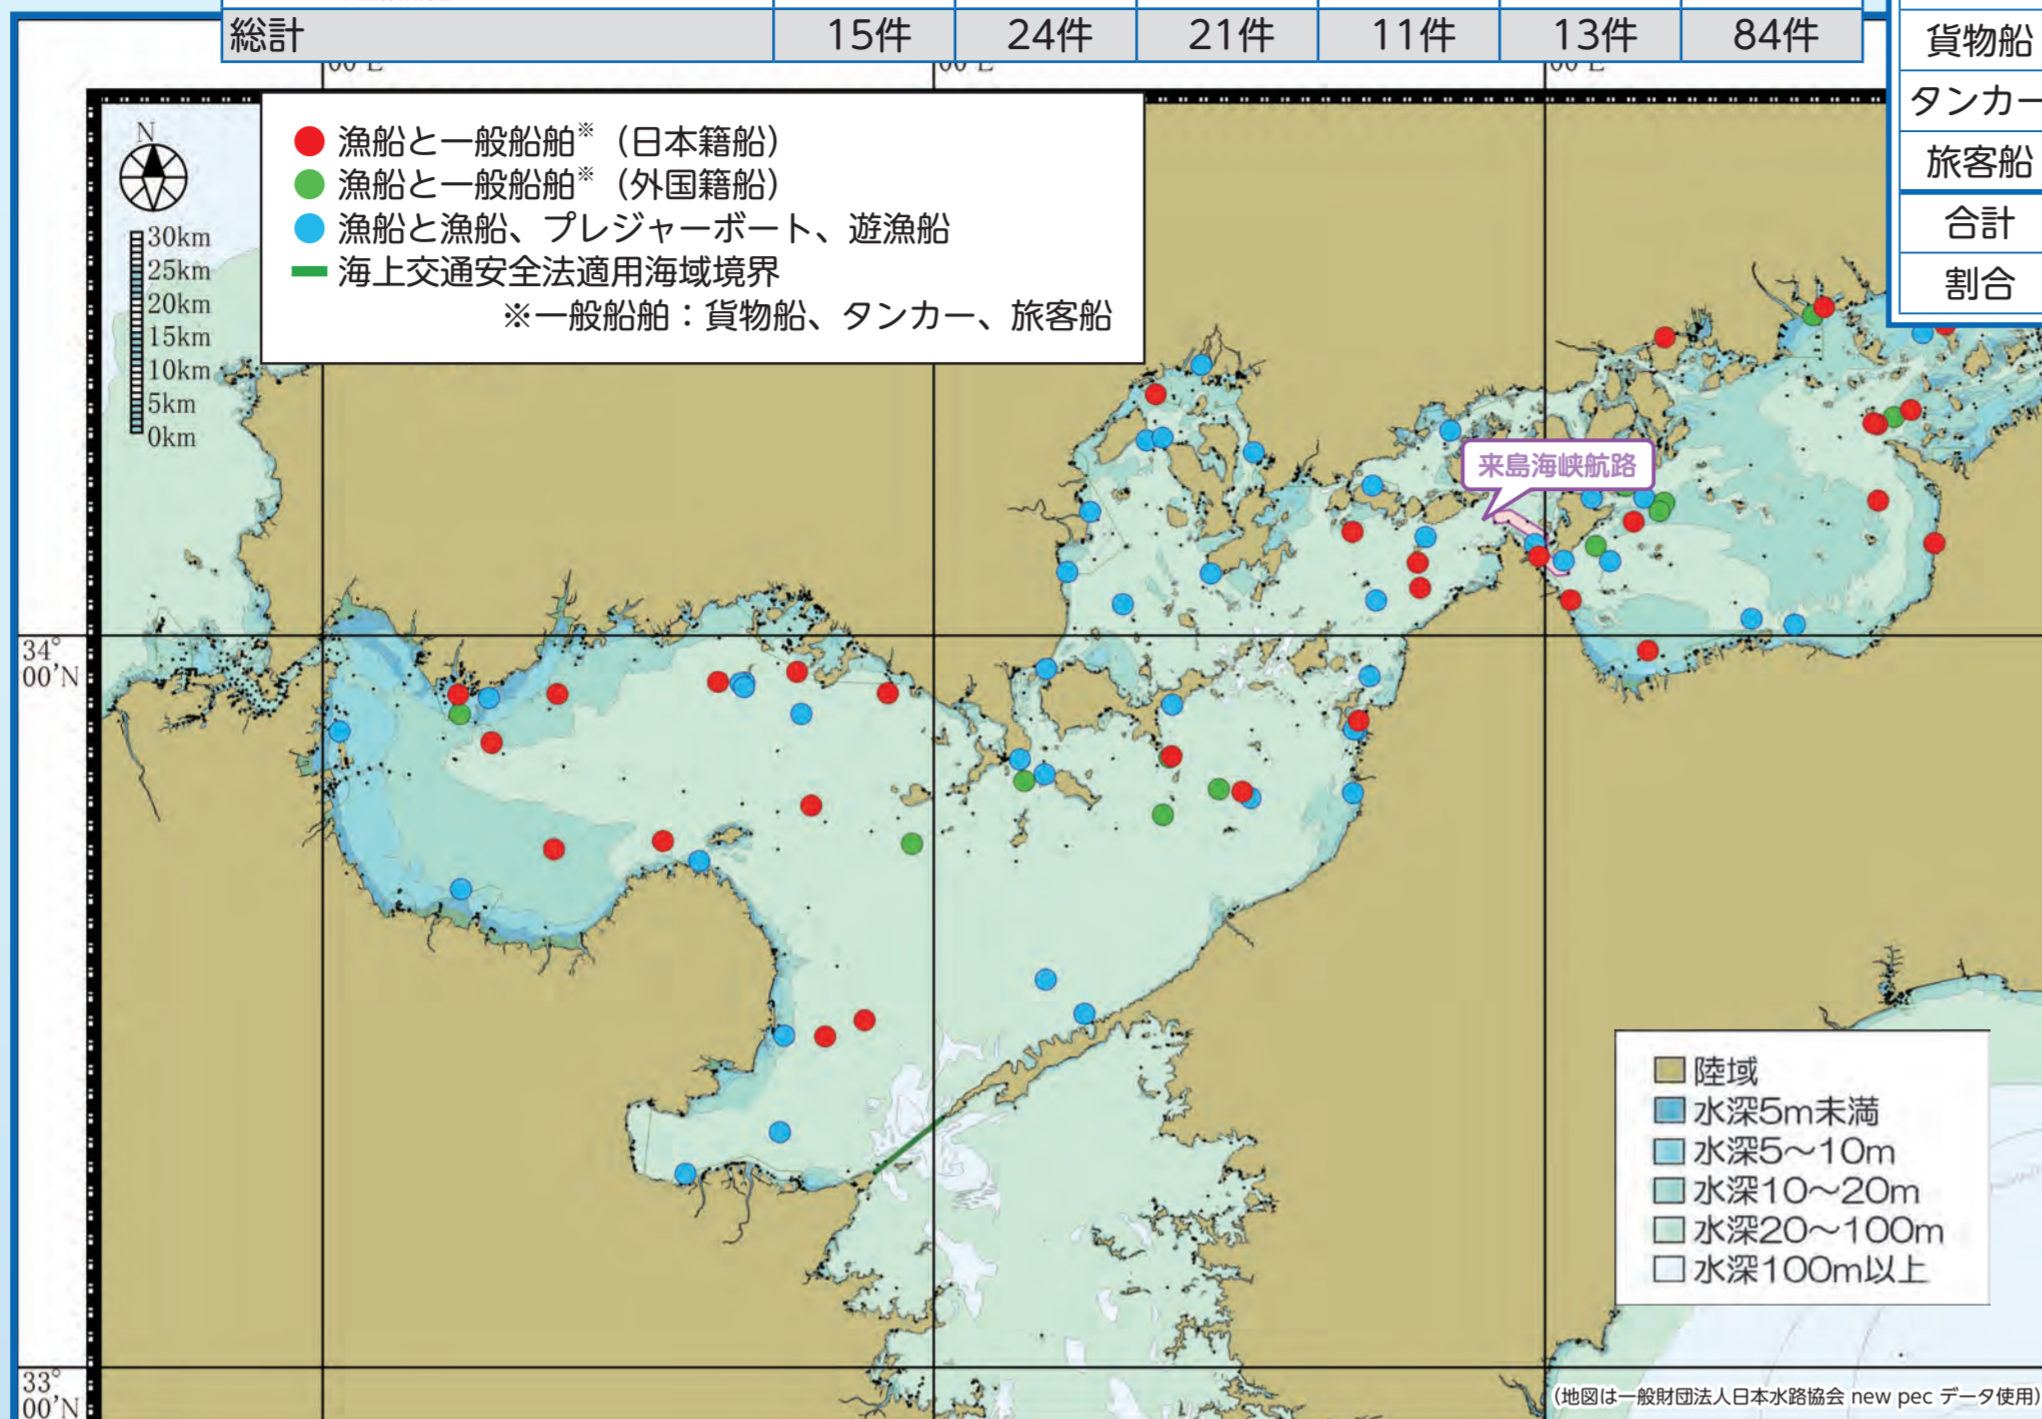 総計 15件 24件 21件 11件 13件 84件
貨物船
タンカー
旅客船
合計
割合
N
30km
25km
20km
15km
10km
5km
0km
漁船と一般船舶※（日本籍船）
漁船と一般船舶※（外国籍船）
漁船と漁船、プレジャーボート、遊漁船
海上交通安全法適用海域境界
※一般船舶：貨物船、タンカー、旅客船
来島海峡航路
34°
00'N
陸域
水深5m未満
水深5～10m
水深10～20m
水深20～100m
水深100m以上
33°
00'N
(地図は一般財団法人日本水路協会 new pec データ使用)